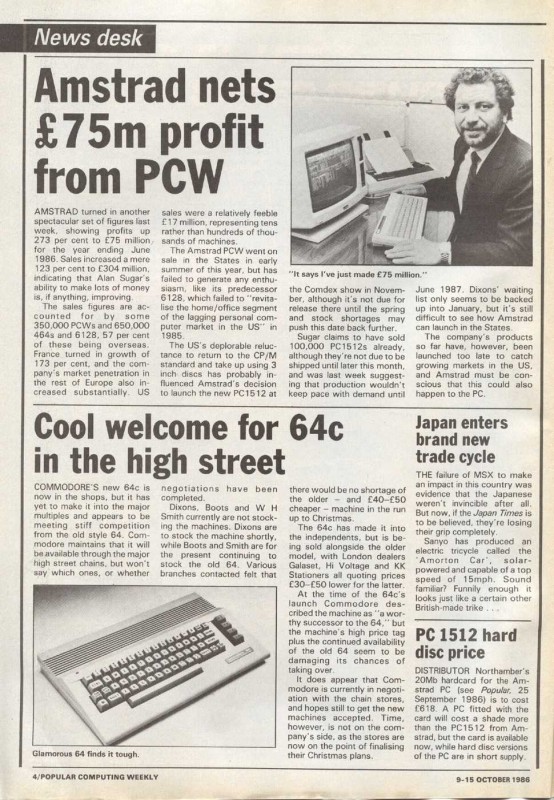 News desk
Amstrad nets
£75m profit
from PCW
AMSTRAD turned in another
spectacular set of figures last
week, showing profits up
273 per cent to £75 million,
for the year ending June
1986. Sales increased a mere
123 per cent to £304 million,
indicating that Alan Sugar's
ability to make lots of money
is, if anything, improving.
The sales figures are ac-
counted for by some
350,000 PCWs and 650,000
464s and 6128, 57 per cent
of these being overseas.
France turned in growth of
173 per cent, and the com-
pany's market penetration in
the rest of Europe also in-
creased substantially. US
sales were a relatively feeble
£17 million, representing tens
rather than hundreds of thou-
sands of machines.
The Amstrad PCW went on
sale in the States in early
summer of this year, but has
failed to generate any enthu-
siasm, like its predecessor
6128, which failed to "revita-
lise the home/office segment
of the lagging personal com-
puter market in the US" in
1985.
The US's deplorable reluc-
tance to return to the CP/M
standard and take up using 3
inch discs has probably in-
fluenced Amstrad's decision
to launch the new PC1512 at
"It says I've just made £75 million."
the Comdex show in Novem-
ber, although it's not due for
release there until the spring
and stock shortages may
push this date back further.
Sugar claims to have sold
100,000 PC1512s already,
although they're not due to be
shipped until later this month,
and was last week suggest-
ing that production wouldn't
keep pace with demand until
June 1987. Dixons' waiting
list only seems to be backed
up into January, but it's still
difficult to see how Amstrad
can launch in the States.
The company's products
so far have, however, been
launched too late to catch
growing markets in the US,
and Amstrad must be con-
scious that this could also
happen to the PC.
Cool welcome for 64c
in the high street
COMMODORE'S new 64c is
now in the shops, but it has
yet to make it into the major
multiples and appears to be
meeting stiff competition
from the old style 64. Com-
modore maintains that it will
be available through the major
high street chains, but won't
say which ones, or whether
negotiations have been
completed.
Dixons, Boots and W H
Smith currently are not stock-
ing the machines. Dixons are
to stock the machine shortly,
while Boots and Smith are for
the present continuing to
stock the old 64. Various
branches contacted felt that
Glamorous 64 finds it tough.
there would be no shortage of
the older – and £40–£50
cheaper – machine in the run
up to Christmas.
The 64c has made it into
the independents, but is be-
ing sold alongside the older
model, with London dealers
Galaset, Hi Voltage and KK
Stationers all quoting prices
£30–£50 lower for the latter.
At the time of the 64c's
launch Commodore des-
cribed the machine as "a wor-
thy successor to the 64," but
the machine's high price tag
plus the continued availability
of the old 64 seem to be
damaging its chances of
taking over.
It does appear that Com-
modore is currently in negoti-
ation with the chain stores,
and hopes still to get the new
machines accepted. Time,
however, is not on the com-
pany's side, as the stores are
now on the point of finalising
their Christmas plans.
Japan enters
brand new
trade cycle
THE failure of MSX to make
an impact in this country was
evidence that the Japanese
weren't invincible after all.
But now, if the Japan Times is
to be believed, they're losing
their grip completely.
Sanyo has produced an
electric tricycle called the
'Amorton Car', solar-
powered and capable of a top
speed of 15mph. Sound
familiar? Funnily enough it
looks just like a certain other
British-made trike . . .
PC 1512 hard
disc price
DISTRIBUTOR Northamber's
20Mb hardcard for the Am-
strad PC (see Popular, 25
September 1986) is to cost
£618. A PC fitted with the
card will cost a shade more
than the PC1512 from Am-
strad, but the card is available
now, while hard disc versions
of the PC are in short supply.
4/POPULAR COMPUTING WEEKLY
9–15 OCTOBER 1986